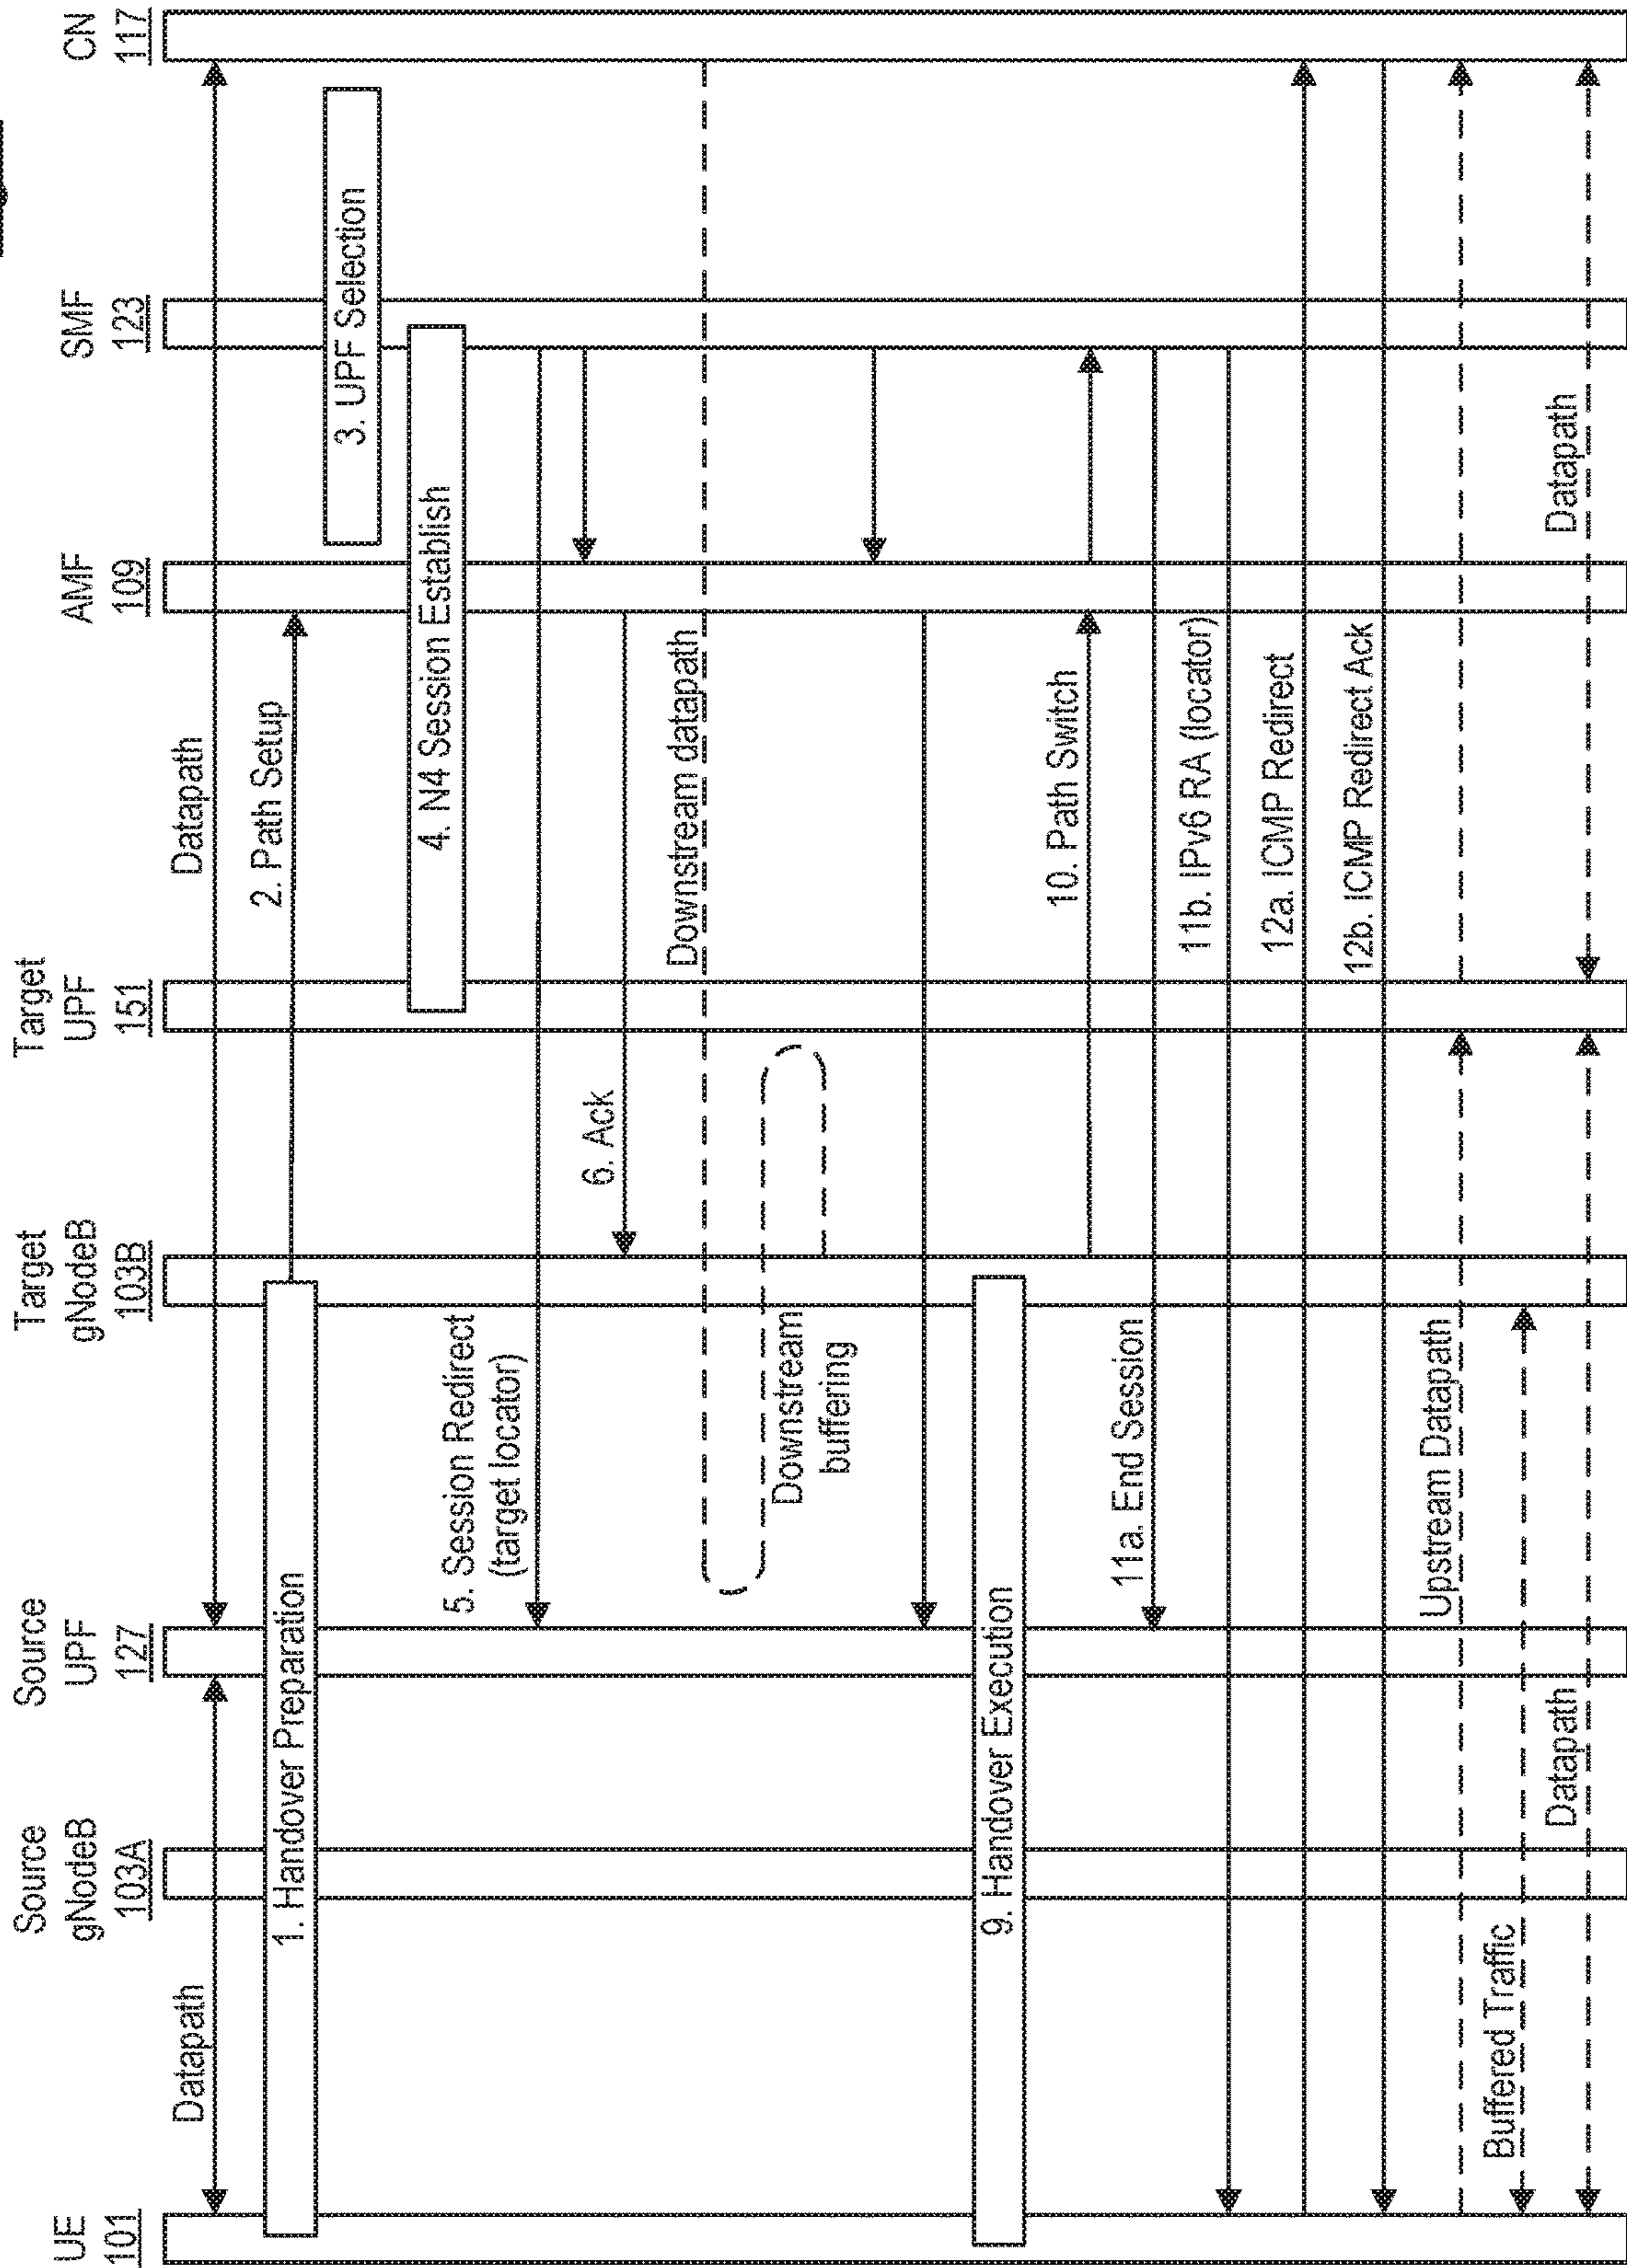 UE
101
Source
gNodeB
103A
Source
UPF
127
Target
gNodeB
103B
Target
UPF
151
AMF
109
SMF
123
CN
117
Datapath
Datapath
1. Handover Preparation
2. Path Setup
3. UPF Selection
4. N4 Session Establish
5. Session Redirect
(target locator)
6. Ack
Downstream datapath
Downstream
buffering
9. Handover Execution
10. Path Switch
11a. End Session
11b. IPv6 RA (locator)
12a. ICMP Redirect
12b. ICMP Redirect Ack
Upstream Datapath
Buffered Traffic
Datapath
Datapath